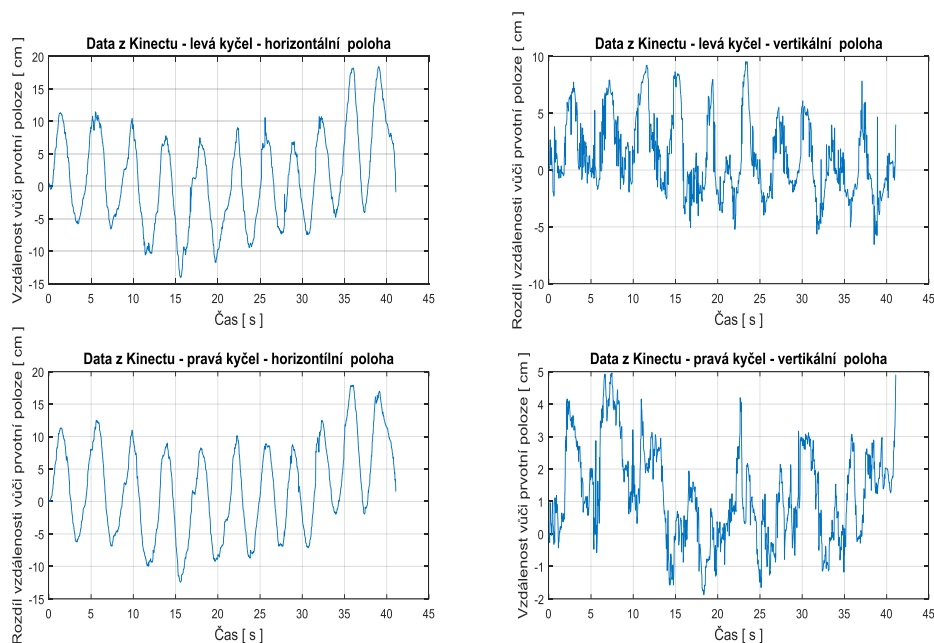 Data z Kinectu - levá kyčel - horizontální  poloha
Vzdálenost vůči prvotní poloze [ cm ]
20
15
10
5
0
-5
-10
-15
0 5 10 15 20 25 30 35 40 45
Čas [ s ]
Data z Kinectu - levá kyčel - vertikální  poloha
Rozdíl vzdálenosti vůči prvotní poloze [ cm ]
10
5
0
-5
-10
0 5 10 15 20 25 30 35 40 45
Čas [ s ]
Data z Kinectu - pravá kyčel - horizontílní  poloha
Rozdíl vzdálenosti vůči prvotní poloze [ cm ]
20
15
10
5
0
-5
-10
-15
0 5 10 15 20 25 30 35 40 45
Čas [ s ]
Data z Kinectu - pravá kyčel - vertikální  poloha
Vzdálenost vůči prvotní poloze [ cm ]
5
4
3
2
1
0
-1
-2
0 5 10 15 20 25 30 35 40 45
Čas [ s ]